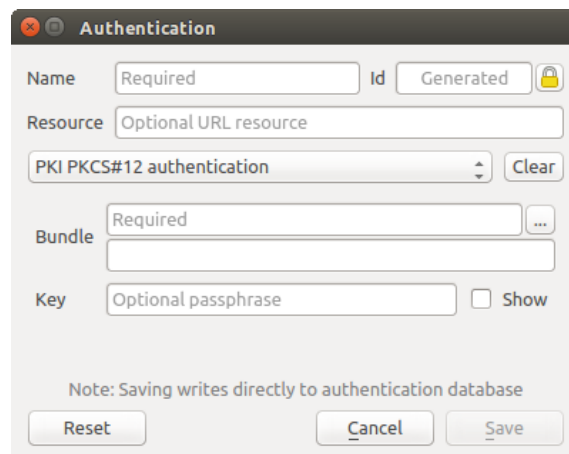 Authentication
Name Required Id Generated
Resource Optional URL resource
PKI PKCS#12 authentication Clear
Bundle Required ...
Key Optional passphrase Show
Note: Saving writes directly to authentication database
Reset Cancel Save